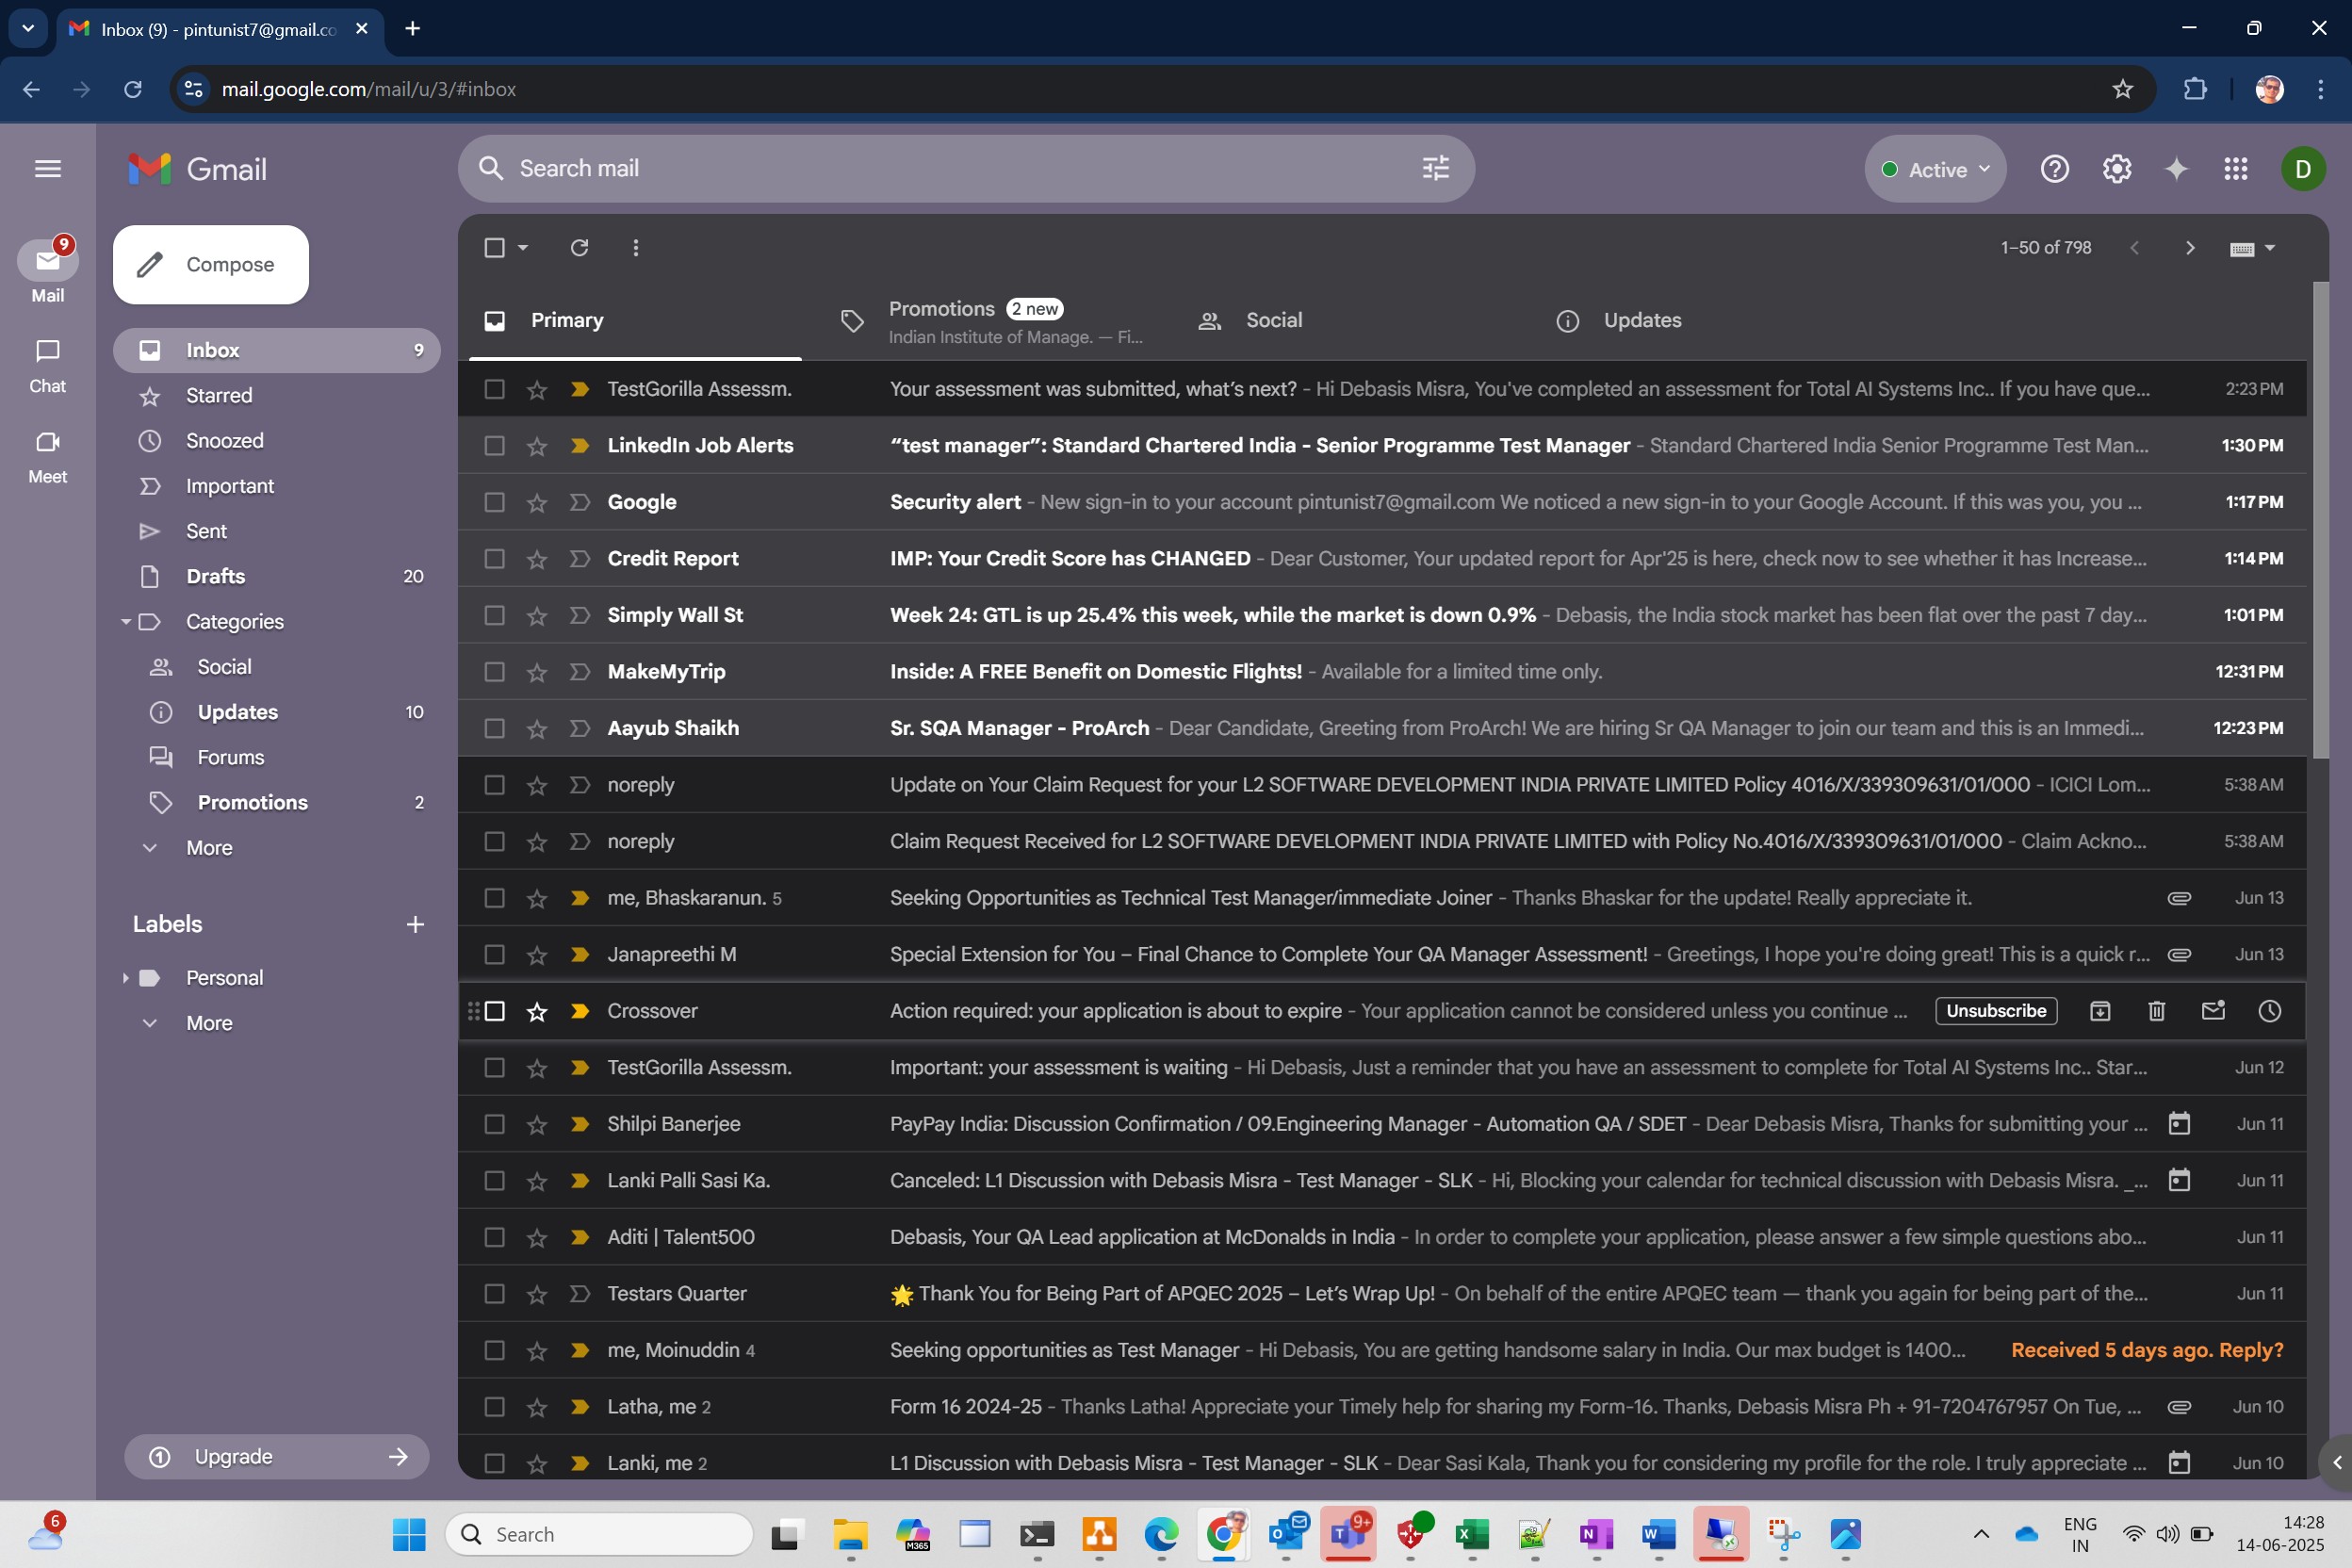 Inbox (9) - pintunist7@gmail.co
mail.google.com/mail/u/3/#inbox
Gmail
Search mail
Active
D
9
Mail
Chat
Meet
Compose
Inbox 9
Starred
Snoozed
Important
Sent
Drafts 20
Categories
Social
Updates 10
Forums
Promotions 2
More
Labels
Personal
More
Upgrade
1–50 of 798
Primary
Promotions 2 new
Indian Institute of Manage. — Fi...
Social
Updates
TestGorilla Assessm. Your assessment was submitted, what’s next? - Hi Debasis Misra, You've completed an assessment for Total AI Systems Inc.. If you have que... 2:23 PM
LinkedIn Job Alerts “test manager”: Standard Chartered India - Senior Programme Test Manager - Standard Chartered India Senior Programme Test Man... 1:30 PM
Google Security alert - New sign-in to your account pintunist7@gmail.com We noticed a new sign-in to your Google Account. If this was you, you ... 1:17 PM
Credit Report IMP: Your Credit Score has CHANGED - Dear Customer, Your updated report for Apr'25 is here, check now to see whether it has Increase... 1:14 PM
Simply Wall St Week 24: GTL is up 25.4% this week, while the market is down 0.9% - Debasis, the India stock market has been flat over the past 7 day... 1:01 PM
MakeMyTrip Inside: A FREE Benefit on Domestic Flights! - Available for a limited time only. 12:31 PM
Aayub Shaikh Sr. SQA Manager - ProArch - Dear Candidate, Greeting from ProArch! We are hiring Sr QA Manager to join our team and this is an Immedi... 12:23 PM
noreply Update on Your Claim Request for your L2 SOFTWARE DEVELOPMENT INDIA PRIVATE LIMITED Policy 4016/X/339309631/01/000 - ICICI Lom... 5:38 AM
noreply Claim Request Received for L2 SOFTWARE DEVELOPMENT INDIA PRIVATE LIMITED with Policy No.4016/X/339309631/01/000 - Claim Ackno... 5:38 AM
me, Bhaskaranun. 5 Seeking Opportunities as Technical Test Manager/immediate Joiner - Thanks Bhaskar for the update! Really appreciate it. Jun 13
Janapreethi M Special Extension for You – Final Chance to Complete Your QA Manager Assessment! - Greetings, I hope you're doing great! This is a quick r... Jun 13
Crossover Action required: your application is about to expire - Your application cannot be considered unless you continue ... Unsubscribe
TestGorilla Assessm. Important: your assessment is waiting - Hi Debasis, Just a reminder that you have an assessment to complete for Total AI Systems Inc.. Star... Jun 12
Shilpi Banerjee PayPay India: Discussion Confirmation / 09.Engineering Manager - Automation QA / SDET - Dear Debasis Misra, Thanks for submitting your ... Jun 11
Lanki Palli Sasi Ka. Canceled: L1 Discussion with Debasis Misra - Test Manager - SLK - Hi, Blocking your calendar for technical discussion with Debasis Misra. _... Jun 11
Aditi | Talent500 Debasis, Your QA Lead application at McDonalds in India - In order to complete your application, please answer a few simple questions abo... Jun 11
Testars Quarter 🌟 Thank You for Being Part of APQEC 2025 – Let’s Wrap Up! - On behalf of the entire APQEC team — thank you again for being part of the... Jun 11
me, Moinuddin 4 Seeking opportunities as Test Manager - Hi Debasis, You are getting handsome salary in India. Our max budget is 1400... Received 5 days ago. Reply?
Latha, me 2 Form 16 2024-25 - Thanks Latha! Appreciate your Timely help for sharing my Form-16. Thanks, Debasis Misra Ph + 91-7204767957 On Tue, ... Jun 10
Lanki, me 2 L1 Discussion with Debasis Misra - Test Manager - SLK - Dear Sasi Kala, Thank you for considering my profile for the role. I truly appreciate ... Jun 10
6
Search
M365
9+
ENG
IN
14:28
14-06-2025